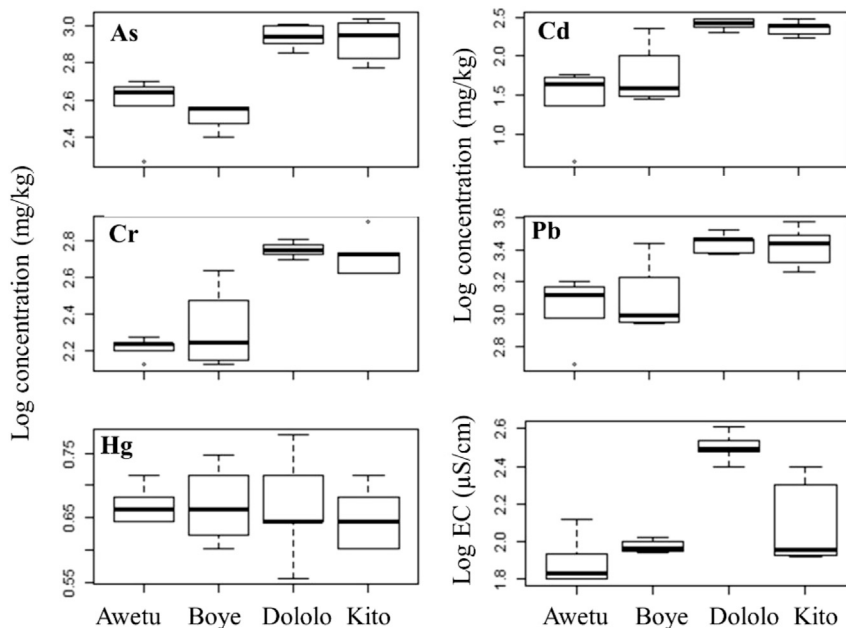 As
3.0
2.8
2.6
2.4
Cd
2.5
2.0
1.5
1.0
Log concentration (mg/kg)
Log concentration (mg/kg)
Cr
2.8
2.6
2.4
2.2
Pb
3.6
3.4
3.2
3.0
2.8
Hg
0.75
0.65
0.55
Log EC (µS/cm)
2.6
2.4
2.2
2.0
1.8
Awetu Boye Dololo Kito
Awetu Boye Dololo Kito